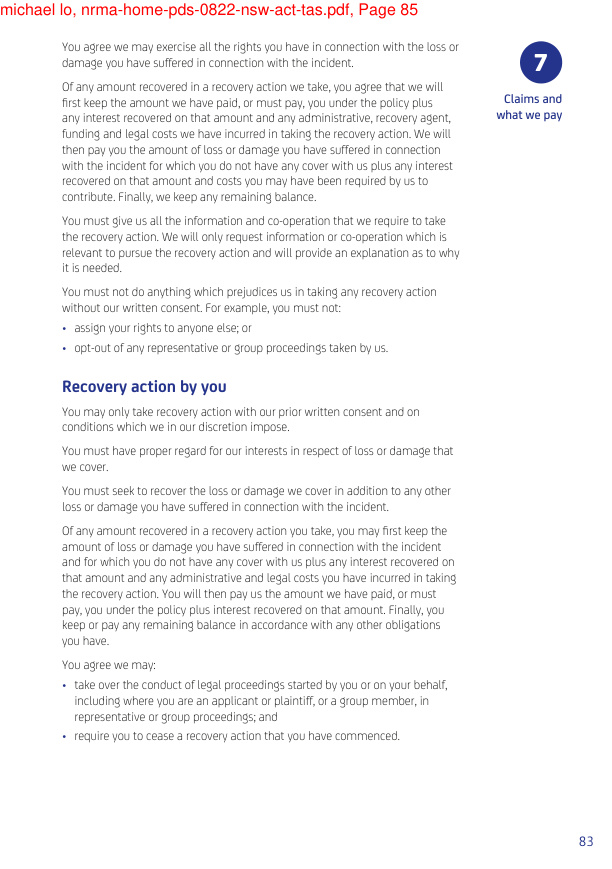 michael lo, nrma-home-pds-0822-nsw-act-tas.pdf, Page 85
You agree we may exercise all the rights you have in connection with the loss or
damage you have suffered in connection with the incident.
Of any amount recovered in a recovery action we take, you agree that we will
first keep the amount we have paid, or must pay, you under the policy plus
any interest recovered on that amount and any administrative, recovery agent,
funding and legal costs we have incurred in taking the recovery action. We will
then pay you the amount of loss or damage you have suffered in connection
with the incident for which you do not have any cover with us plus any interest
recovered on that amount and costs you may have been required by us to
contribute. Finally, we keep any remaining balance.
You must give us all the information and co-operation that we require to take
the recovery action. We will only request information or co-operation which is
relevant to pursue the recovery action and will provide an explanation as to why
it is needed.
You must not do anything which prejudices us in taking any recovery action
without our written consent. For example, you must not:
• assign your rights to anyone else; or
• opt-out of any representative or group proceedings taken by us.
Recovery action by you
You may only take recovery action with our prior written consent and on
conditions which we in our discretion impose.
You must have proper regard for our interests in respect of loss or damage that
we cover.
You must seek to recover the loss or damage we cover in addition to any other
loss or damage you have suffered in connection with the incident.
Of any amount recovered in a recovery action you take, you may first keep the
amount of loss or damage you have suffered in connection with the incident
and for which you do not have any cover with us plus any interest recovered on
that amount and any administrative and legal costs you have incurred in taking
the recovery action. You will then pay us the amount we have paid, or must
pay, you under the policy plus interest recovered on that amount. Finally, you
keep or pay any remaining balance in accordance with any other obligations
you have.
You agree we may:
• take over the conduct of legal proceedings started by you or on your behalf,
including where you are an applicant or plaintiff, or a group member, in
representative or group proceedings; and
• require you to cease a recovery action that you have commenced.
7
Claims and
what we pay
83